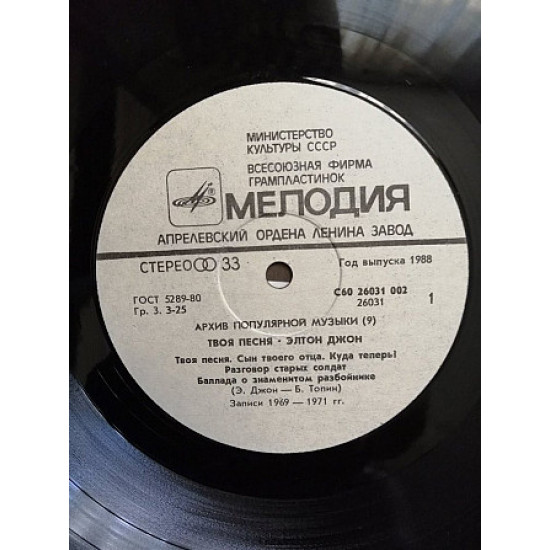 МИНИСТЕРСТВО
КУЛЬТУРЫ СССР
ВСЕСОЮЗНАЯ ФИРМА
ГРАМПЛАСТИНОК
МЕЛОДИЯ
АПРЕЛЕВСКИЙ ОРДЕНА ЛЕНИНА ЗАВОД
СТЕРЕО 33
Год выпуска 1988
ГОСТ 5289-80
Гр. 3. 3-25
С60 26031 002
26031
1
АРХИВ ПОПУЛЯРНОЙ МУЗЫКИ (9)
ТВОЯ ПЕСНЯ · ЭЛТОН ДЖОН
Твоя песня. Сын твоего отца. Куда теперь!
Разговор старых солдат
Баллада о знаменитом разбойнике
(Э. Джон — Б. Топин)
Записи 1969 — 1971 гг.